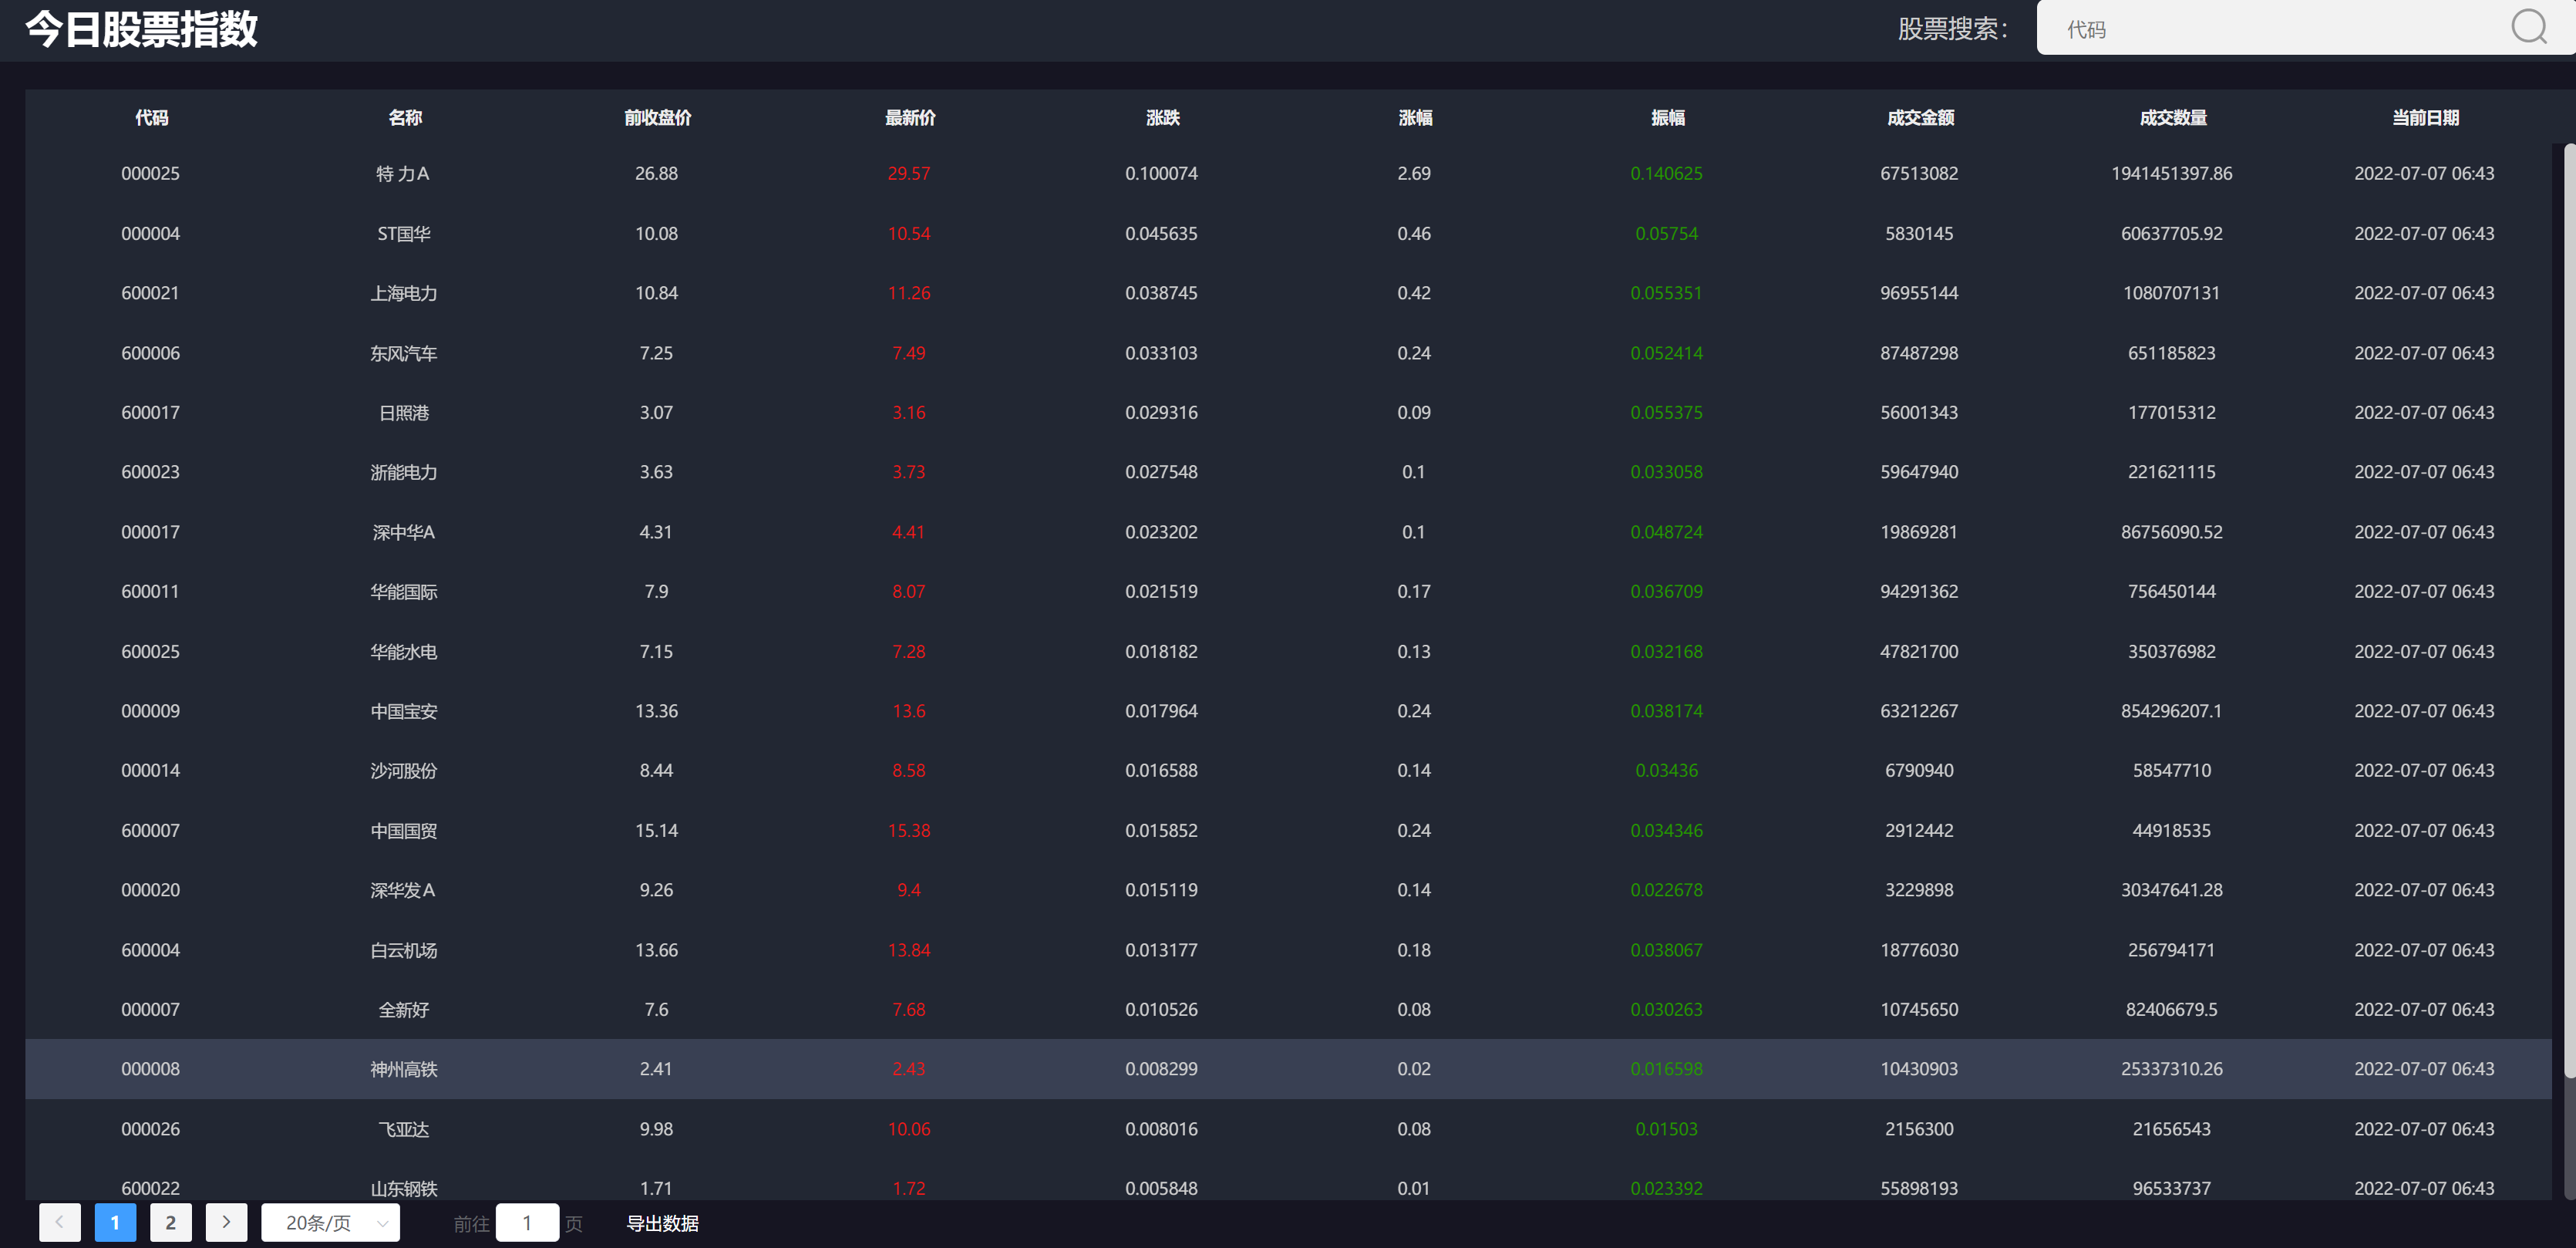 今日股票指数 股票搜索： 代码
代码 名称 前收盘价 最新价 涨跌 涨幅 振幅 成交金额 成交数量 当前日期
000025 特 力Ａ 26.88 29.57 0.100074 2.69 0.140625 67513082 1941451397.86 2022-07-07 06:43
000004 ST国华 10.08 10.54 0.045635 0.46 0.05754 5830145 60637705.92 2022-07-07 06:43
600021 上海电力 10.84 11.26 0.038745 0.42 0.055351 96955144 1080707131 2022-07-07 06:43
600006 东风汽车 7.25 7.49 0.033103 0.24 0.052414 87487298 651185823 2022-07-07 06:43
600017 日照港 3.07 3.16 0.029316 0.09 0.055375 56001343 177015312 2022-07-07 06:43
600023 浙能电力 3.63 3.73 0.027548 0.1 0.033058 59647940 221621115 2022-07-07 06:43
000017 深中华A 4.31 4.41 0.023202 0.1 0.048724 19869281 86756090.52 2022-07-07 06:43
600011 华能国际 7.9 8.07 0.021519 0.17 0.036709 94291362 756450144 2022-07-07 06:43
600025 华能水电 7.15 7.28 0.018182 0.13 0.032168 47821700 350376982 2022-07-07 06:43
000009 中国宝安 13.36 13.6 0.017964 0.24 0.038174 63212267 854296207.1 2022-07-07 06:43
000014 沙河股份 8.44 8.58 0.016588 0.14 0.03436 6790940 58547710 2022-07-07 06:43
600007 中国国贸 15.14 15.38 0.015852 0.24 0.034346 2912442 44918535 2022-07-07 06:43
000020 深华发Ａ 9.26 9.4 0.015119 0.14 0.022678 3229898 30347641.28 2022-07-07 06:43
600004 白云机场 13.66 13.84 0.013177 0.18 0.038067 18776030 256794171 2022-07-07 06:43
000007 全新好 7.6 7.68 0.010526 0.08 0.030263 10745650 82406679.5 2022-07-07 06:43
000008 神州高铁 2.41 2.43 0.008299 0.02 0.016598 10430903 25337310.26 2022-07-07 06:43
000026 飞亚达 9.98 10.06 0.008016 0.08 0.01503 2156300 21656543 2022-07-07 06:43
600022 山东钢铁 1.71 1.72 0.005848 0.01 0.023392 55898193 96533737 2022-07-07 06:43
1 2 20条/页 前往 1 页 导出数据